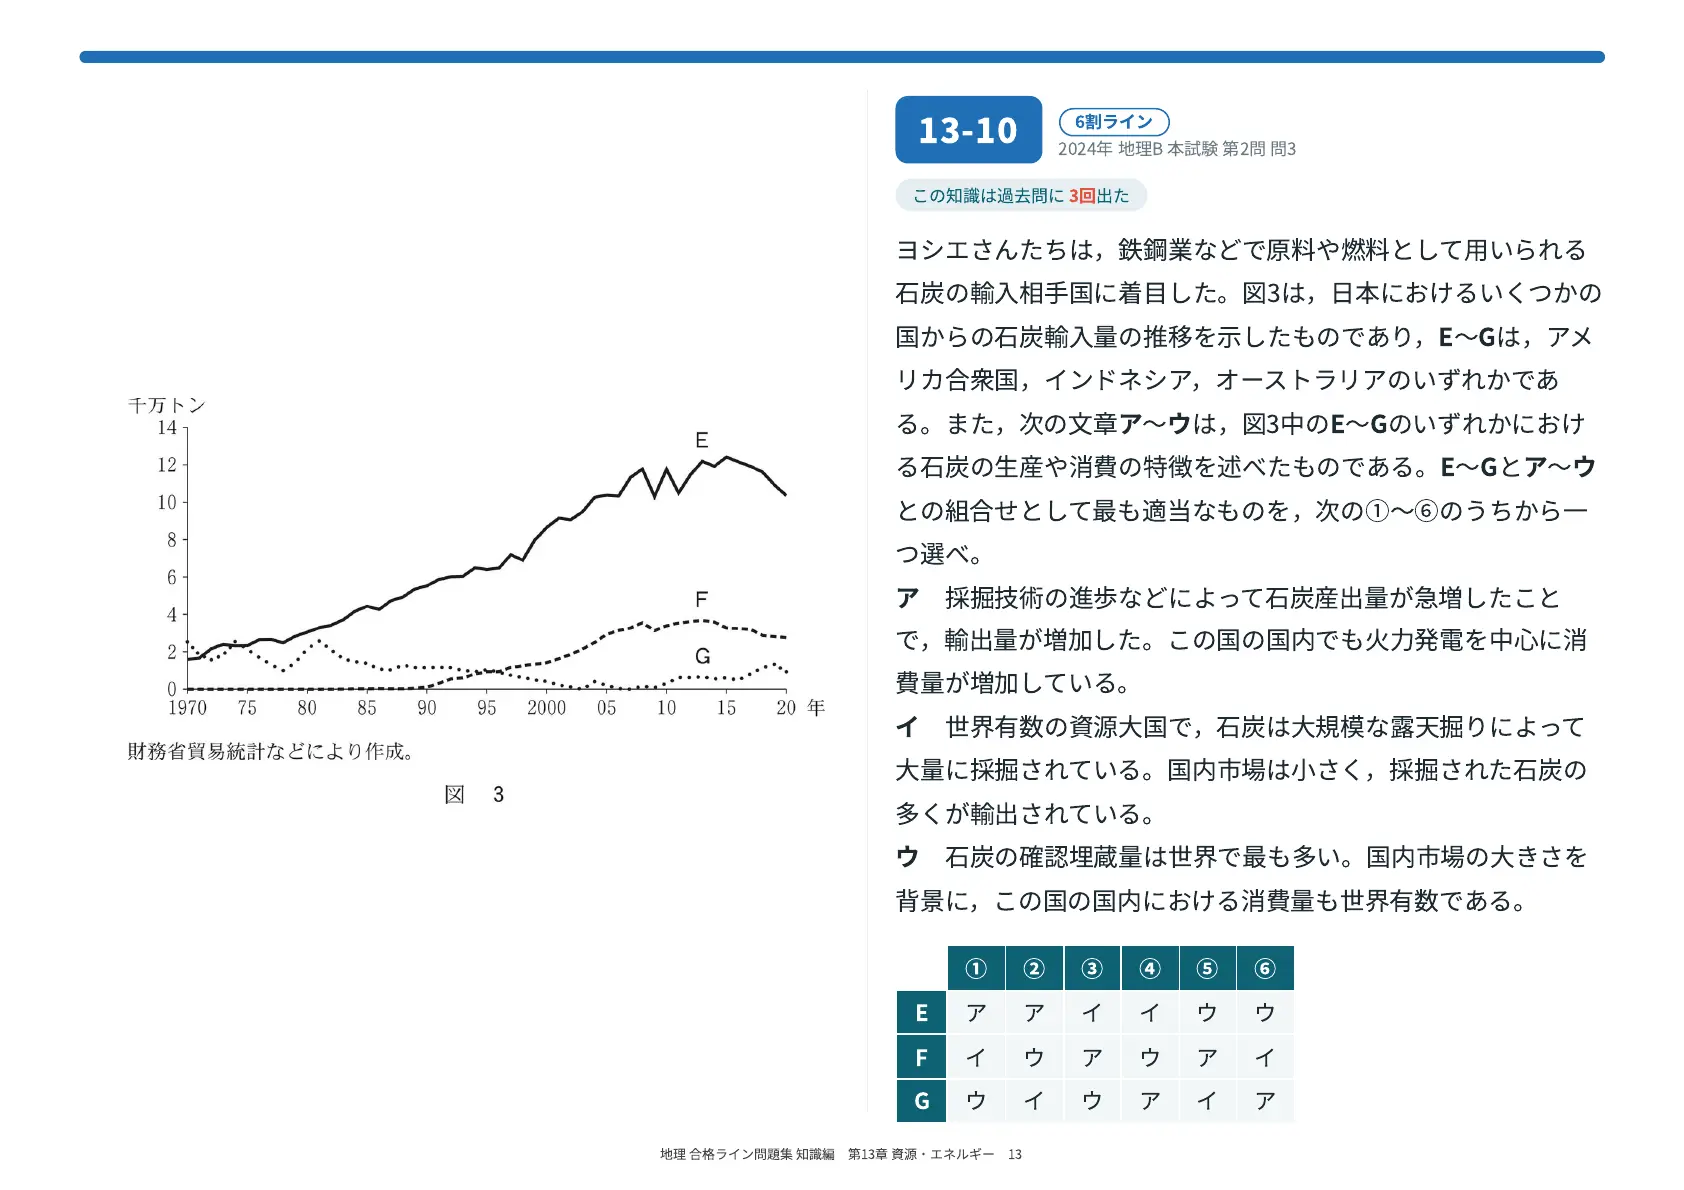 千万トン
14
12
10
8
6
4
2
0
E
F
G
1970 75 80 85 90 95 2000 05 10 15 20 年
財務省貿易統計などにより作成。
図 3
13-10
6割ライン
2024年 地理B 本試験 第2問 問3
この知識は過去問に 3回出た
ヨシエさんたちは，鉄鋼業などで原料や燃料として用いられる
石炭の輸入相手国に着目した。図3は，日本におけるいくつかの
国からの石炭輸入量の推移を示したものであり，E～Gは，アメ
リカ合衆国，インドネシア，オーストラリアのいずれかであ
る。また，次の文章ア～ウは，図3中のE～Gのいずれかにおけ
る石炭の生産や消費の特徴を述べたものである。E～Gとア～ウ
との組合せとして最も適当なものを，次の①～⑥のうちから一
つ選べ。
ア 採掘技術の進歩などによって石炭産出量が急増したこと
で，輸出量が増加した。この国の国内でも火力発電を中心に消
費量が増加している。
イ 世界有数の資源大国で，石炭は大規模な露天掘りによって
大量に採掘されている。国内市場は小さく，採掘された石炭の
多くが輸出されている。
ウ 石炭の確認埋蔵量は世界で最も多い。国内市場の大きさを
背景に，この国の国内における消費量も世界有数である。
① ② ③ ④ ⑤ ⑥
E ア ア イ イ ウ ウ
F イ ウ ア ウ ア イ
G ウ イ ウ ア イ ア
地理 合格ライン問題集 知識編 第13章 資源・エネルギー 13